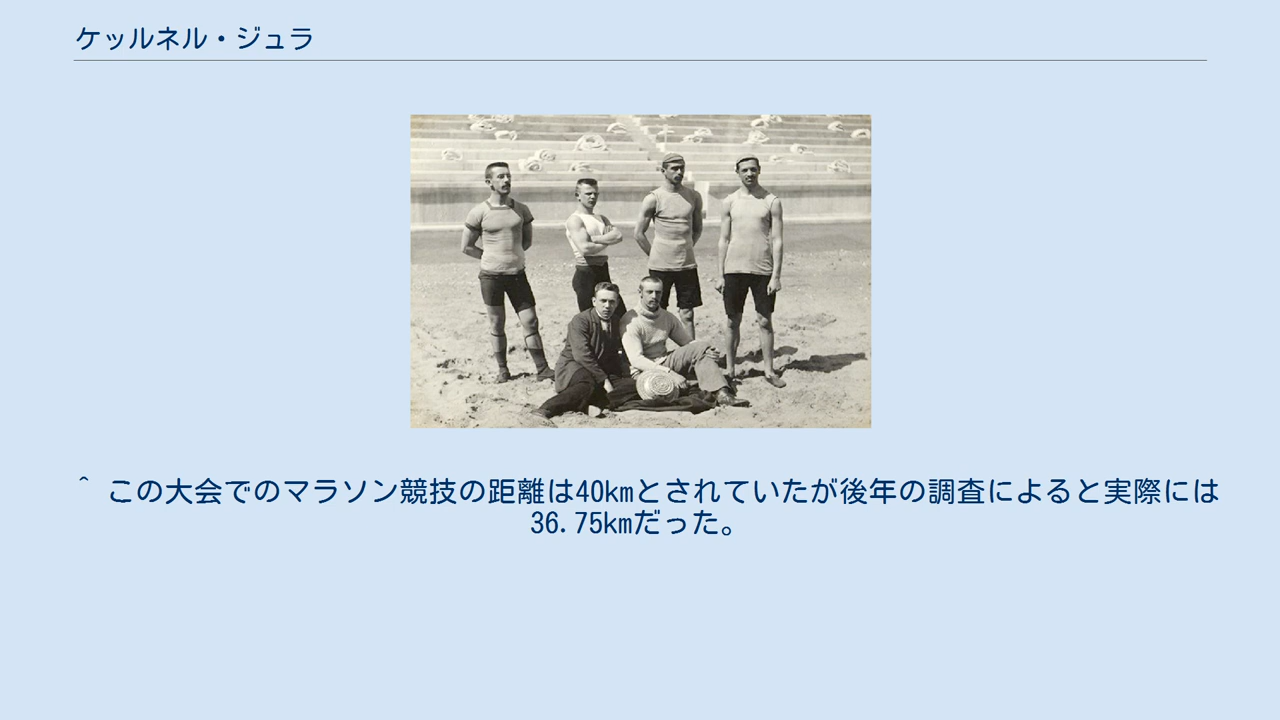 ケッルネル・ジュラ
^ この大会でのマラソン競技の距離は40kmとされていたが後年の調査によると実際には
36.75kmだった。